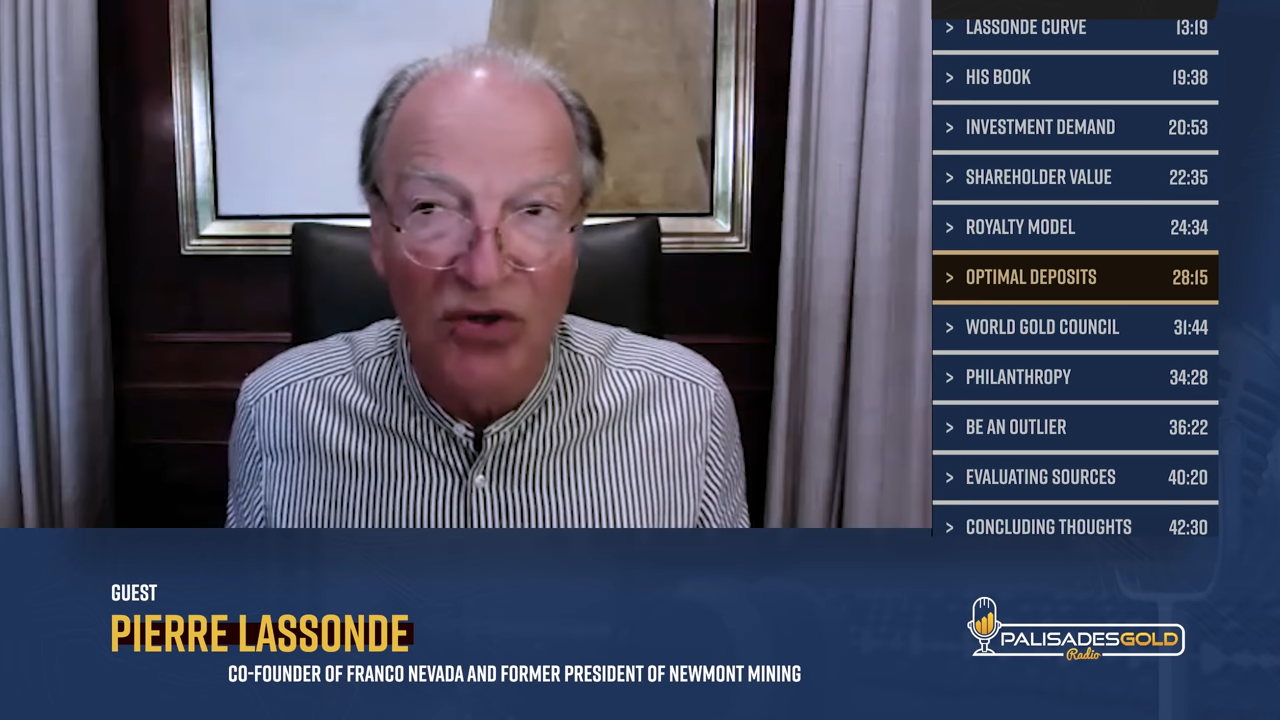 > LASSONDE CURVE 13:19
> HIS BOOK 19:38
> INVESTMENT DEMAND 20:53
> SHAREHOLDER VALUE 22:35
> ROYALTY MODEL 24:34
> OPTIMAL DEPOSITS 28:15
> WORLD GOLD COUNCIL 31:44
> PHILANTHROPY 34:28
> BE AN OUTLIER 36:22
> EVALUATING SOURCES 40:20
> CONCLUDING THOUGHTS 42:30
GUEST
PIERRE LASSONDE
CO-FOUNDER OF FRANCO NEVADA AND FORMER PRESIDENT OF NEWMONT MINING
PALISADESGOLD
Radio